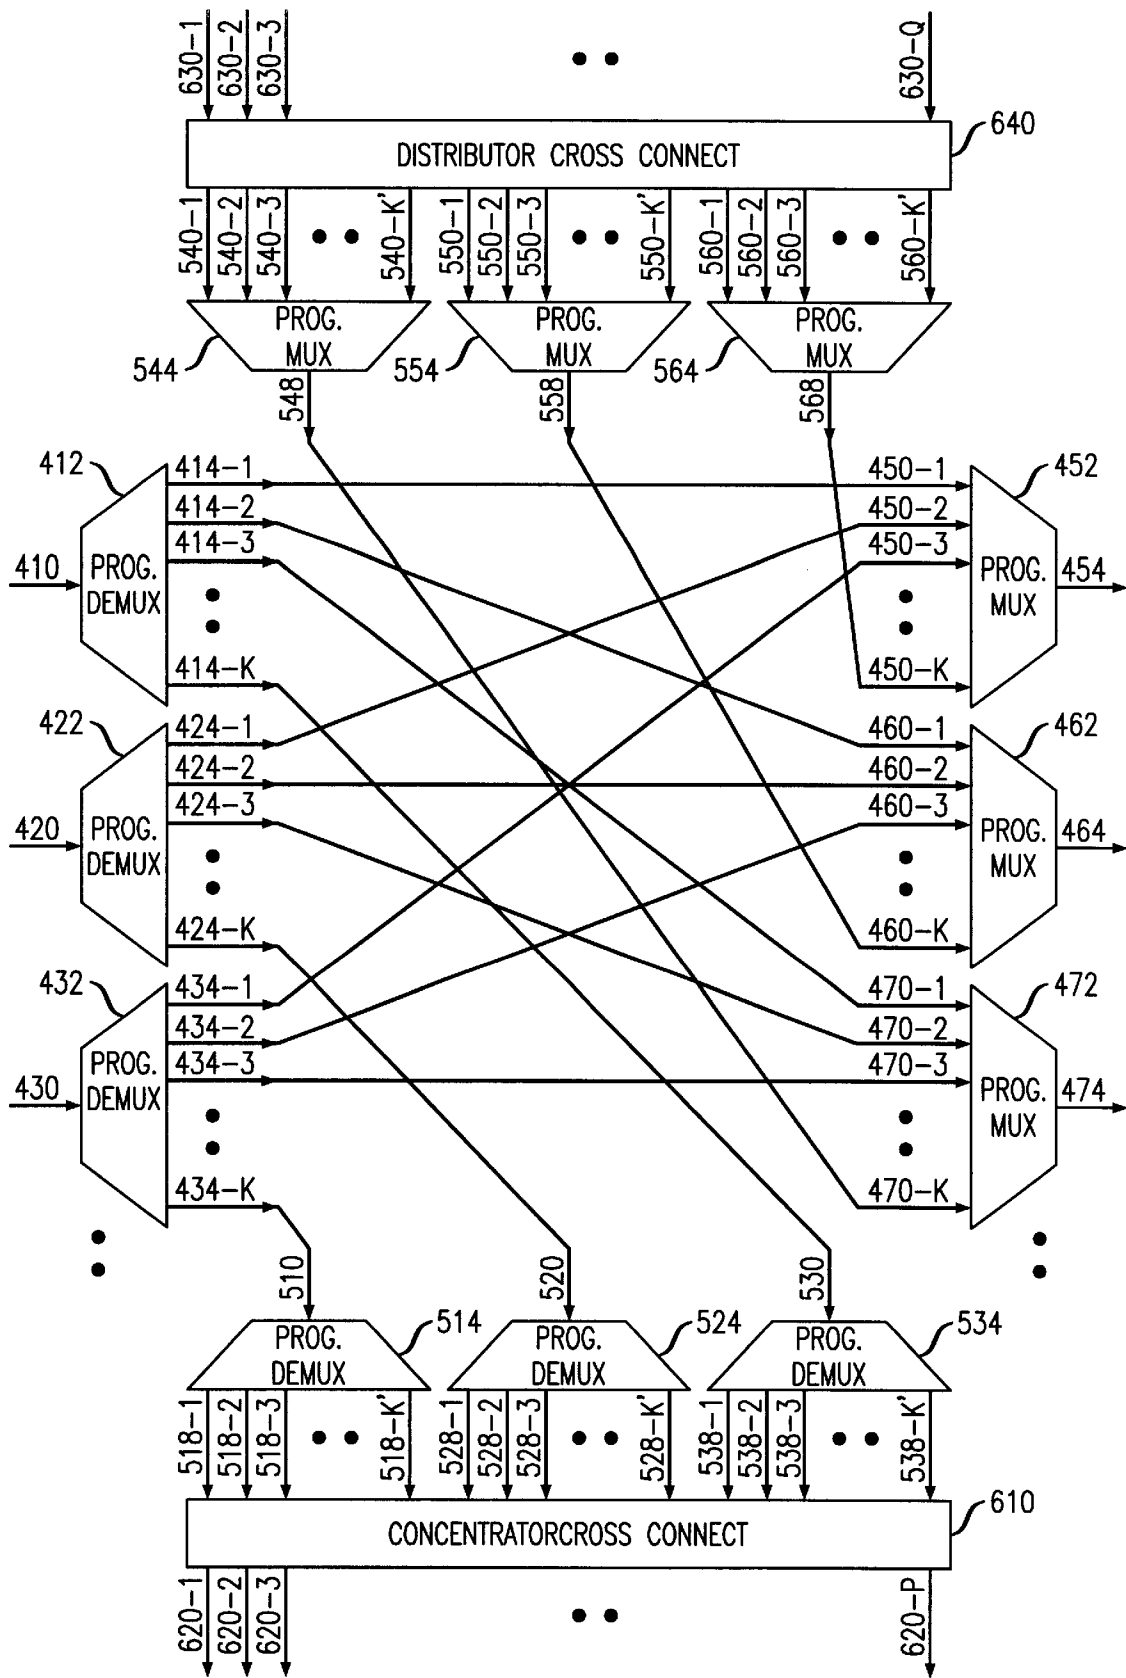 630-1
630-2
630-3
630-Q
640
DISTRIBUTOR CROSS CONNECT
540-1
540-2
540-3
540-K'
550-1
550-2
550-3
550-K'
560-1
560-2
560-3
560-K'
PROG.
MUX
PROG.
MUX
PROG.
MUX
544
554
564
548
558
568
412
414-1
414-2
414-3
410
PROG.
DEMUX
414-K
450-1
450-2
450-3
452
PROG.
MUX
454
450-K
422
424-1
424-2
424-3
420
PROG.
DEMUX
424-K
460-1
460-2
460-3
462
PROG.
MUX
464
460-K
432
434-1
434-2
434-3
430
PROG.
DEMUX
434-K
470-1
470-2
470-3
472
PROG.
MUX
474
470-K
510
520
530
PROG.
DEMUX
514
PROG.
DEMUX
524
PROG.
DEMUX
534
518-1
518-2
518-3
518-K'
528-1
528-2
528-3
528-K'
538-1
538-2
538-3
538-K'
610
CONCENTRATORCROSS CONNECT
620-1
620-2
620-3
620-P